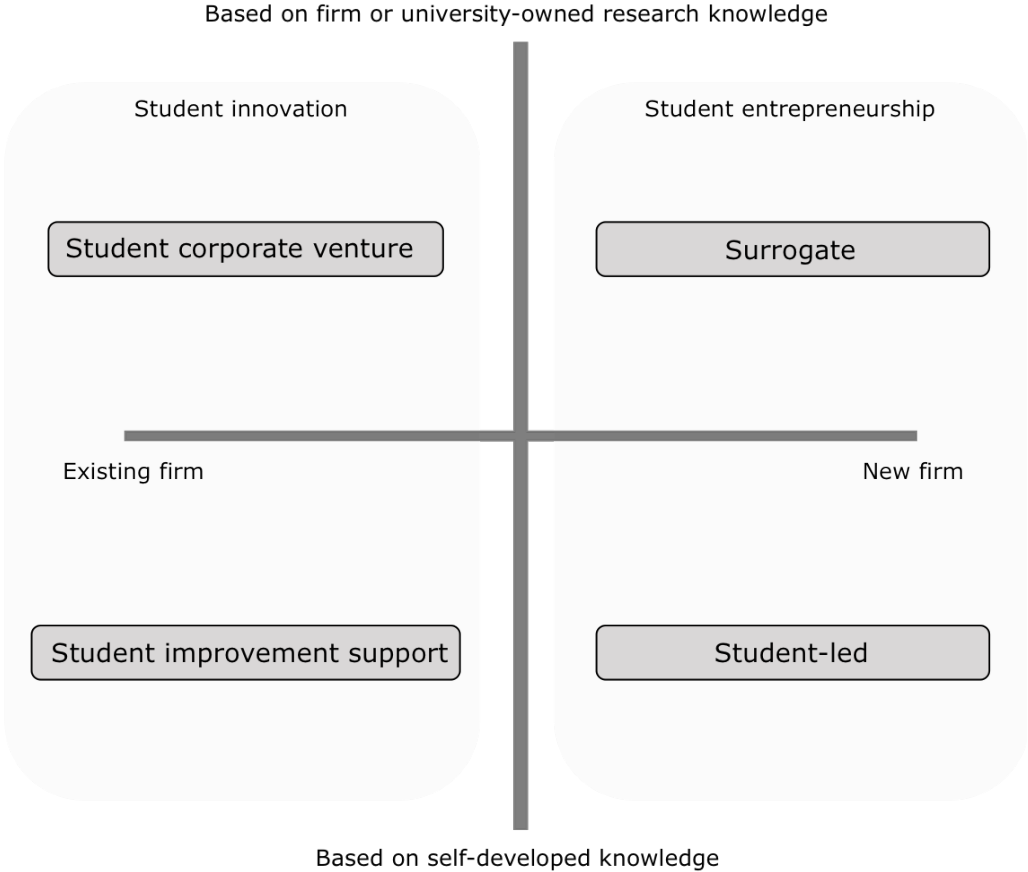 Based on firm or university-owned research knowledge
Student innovation
Student entrepreneurship
Student corporate venture
Surrogate
Existing firm
New firm
Student improvement support
Student-led
Based on self-developed knowledge